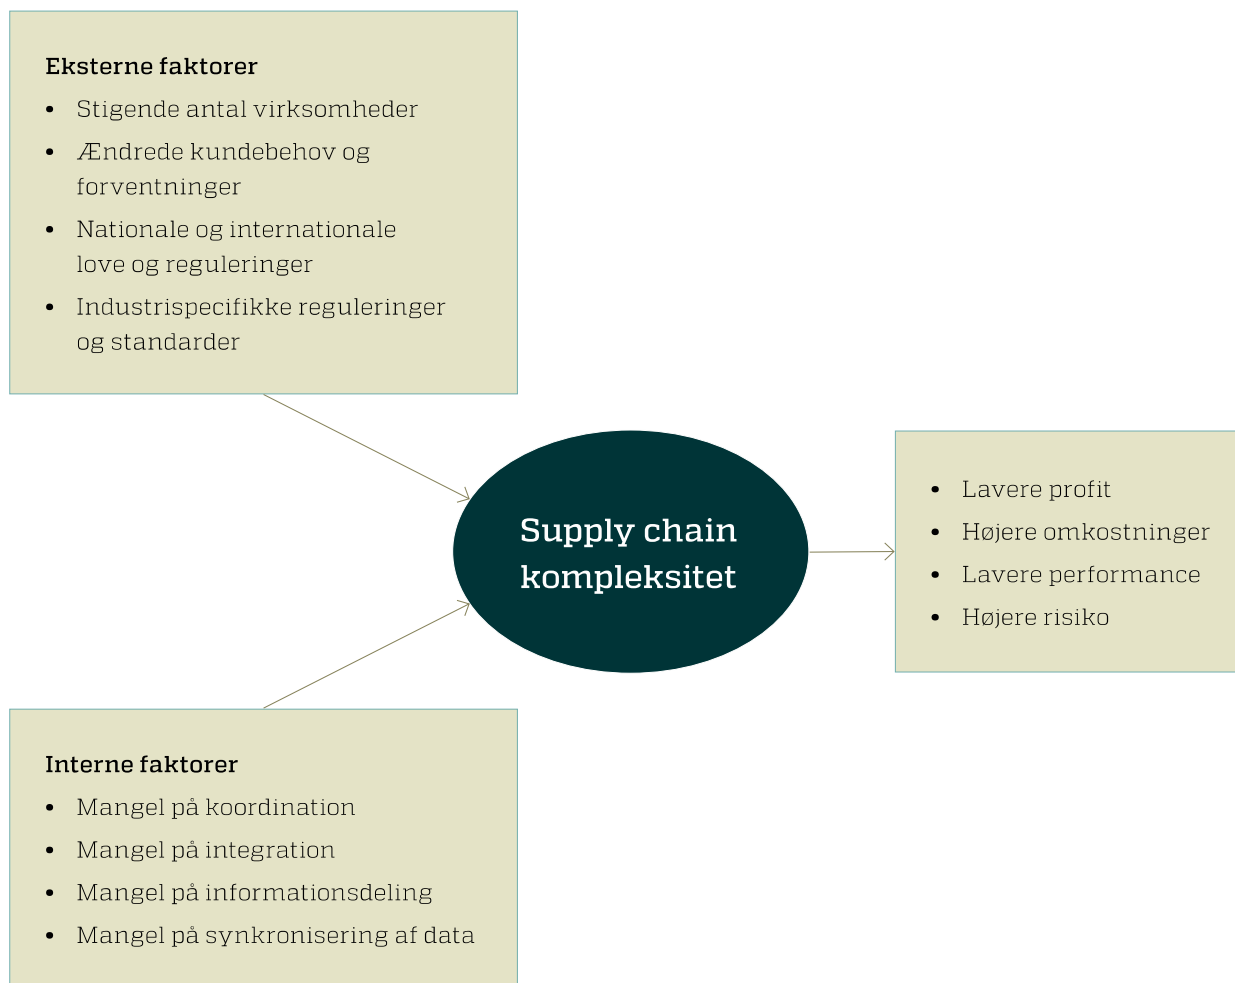 Eksterne faktorer
• Stigende antal virksomheder
• Ændrede kundebehov og
forventninger
• Nationale og internationale
love og reguleringer
• Industrispecifikke reguleringer
og standarder
Supply chain
kompleksitet
• Lavere profit
• Højere omkostninger
• Lavere performance
• Højere risiko
Interne faktorer
• Mangel på koordination
• Mangel på integration
• Mangel på informationsdeling
• Mangel på synkronisering af data